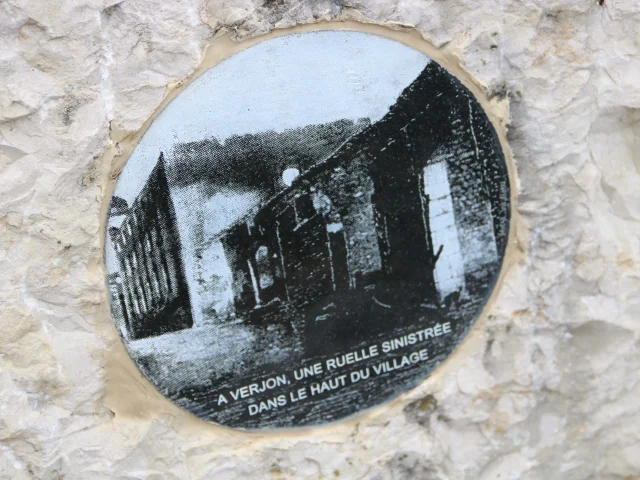 A VERJON, UNE RUELLE SINISTRÉE
DANS LE HAUT DU VILLAGE